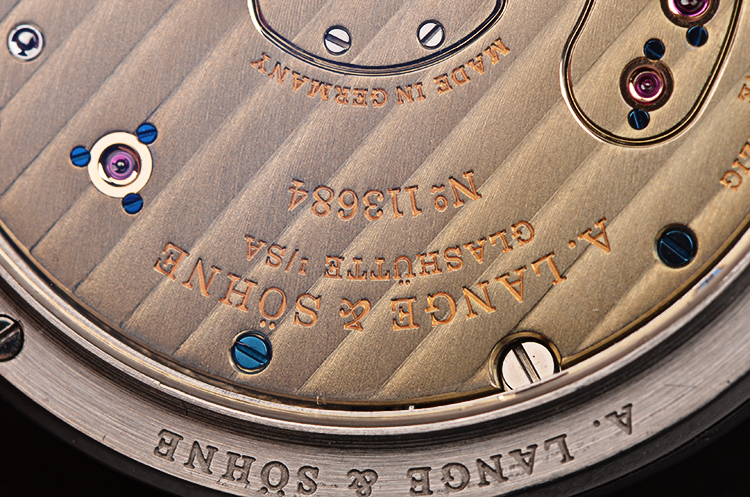 A. LANGE & SÖHNE
A. LANGE & SÖHNE
GLASHÜTTE I/SA
Nº 113684
MADE IN GERMANY